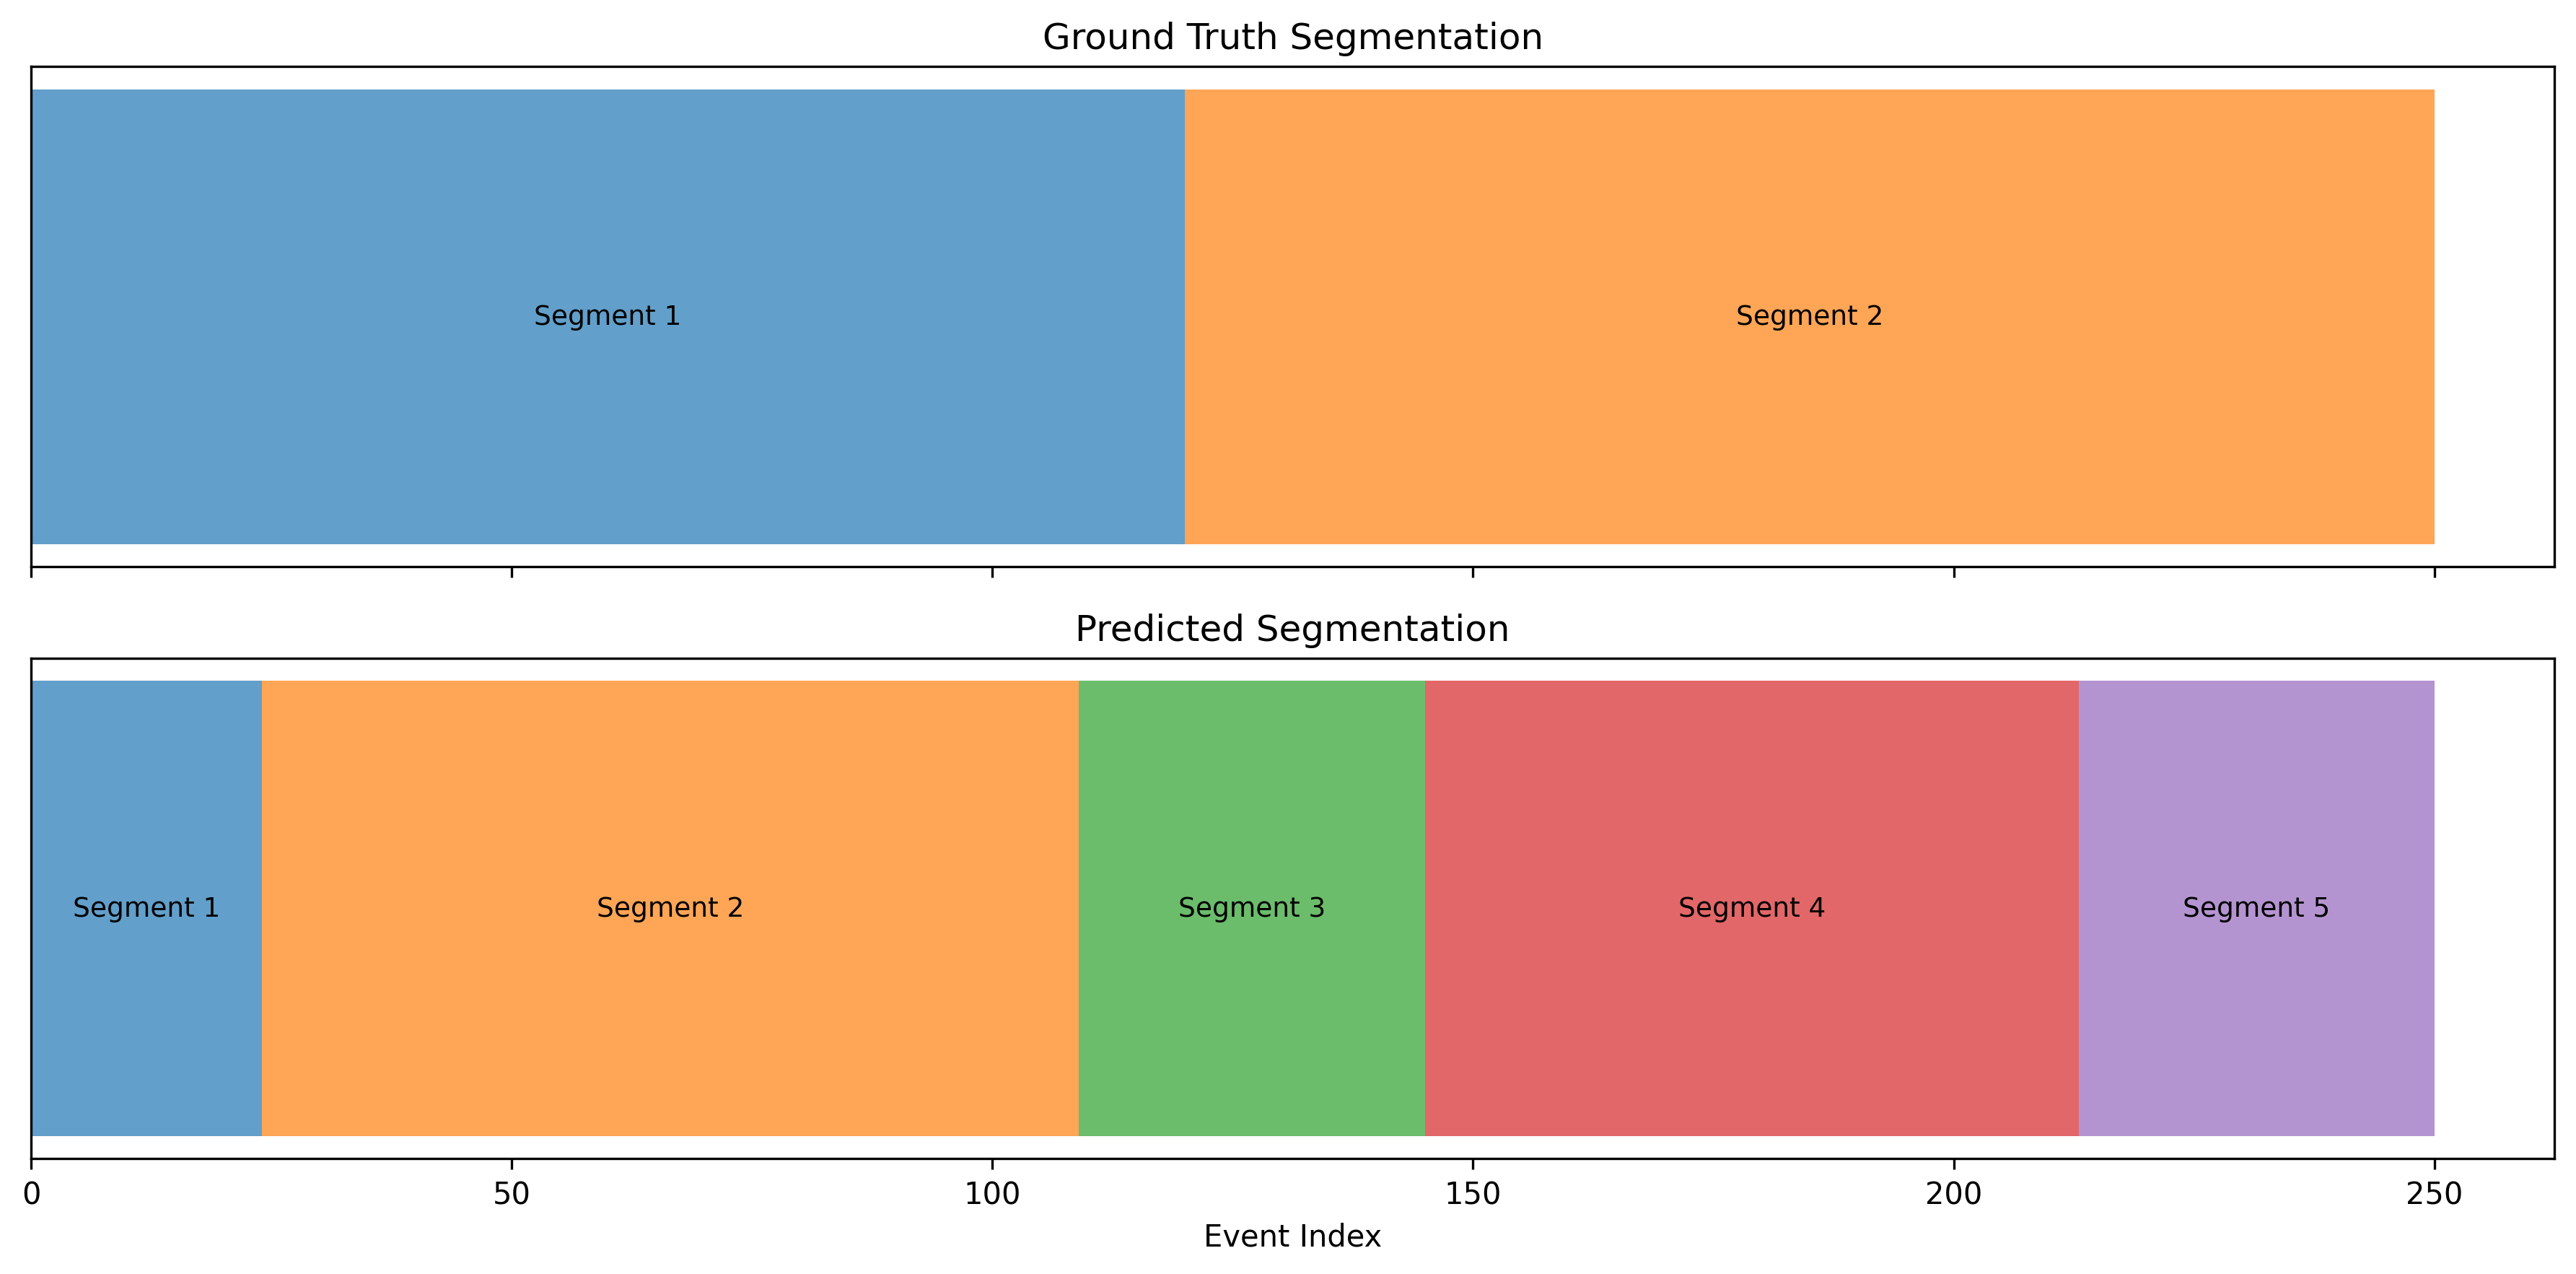 Ground Truth Segmentation
Segment 1
Segment 2
Predicted Segmentation
Segment 1
Segment 2
Segment 3
Segment 4
Segment 5
0 50 100 150 200 250
Event Index